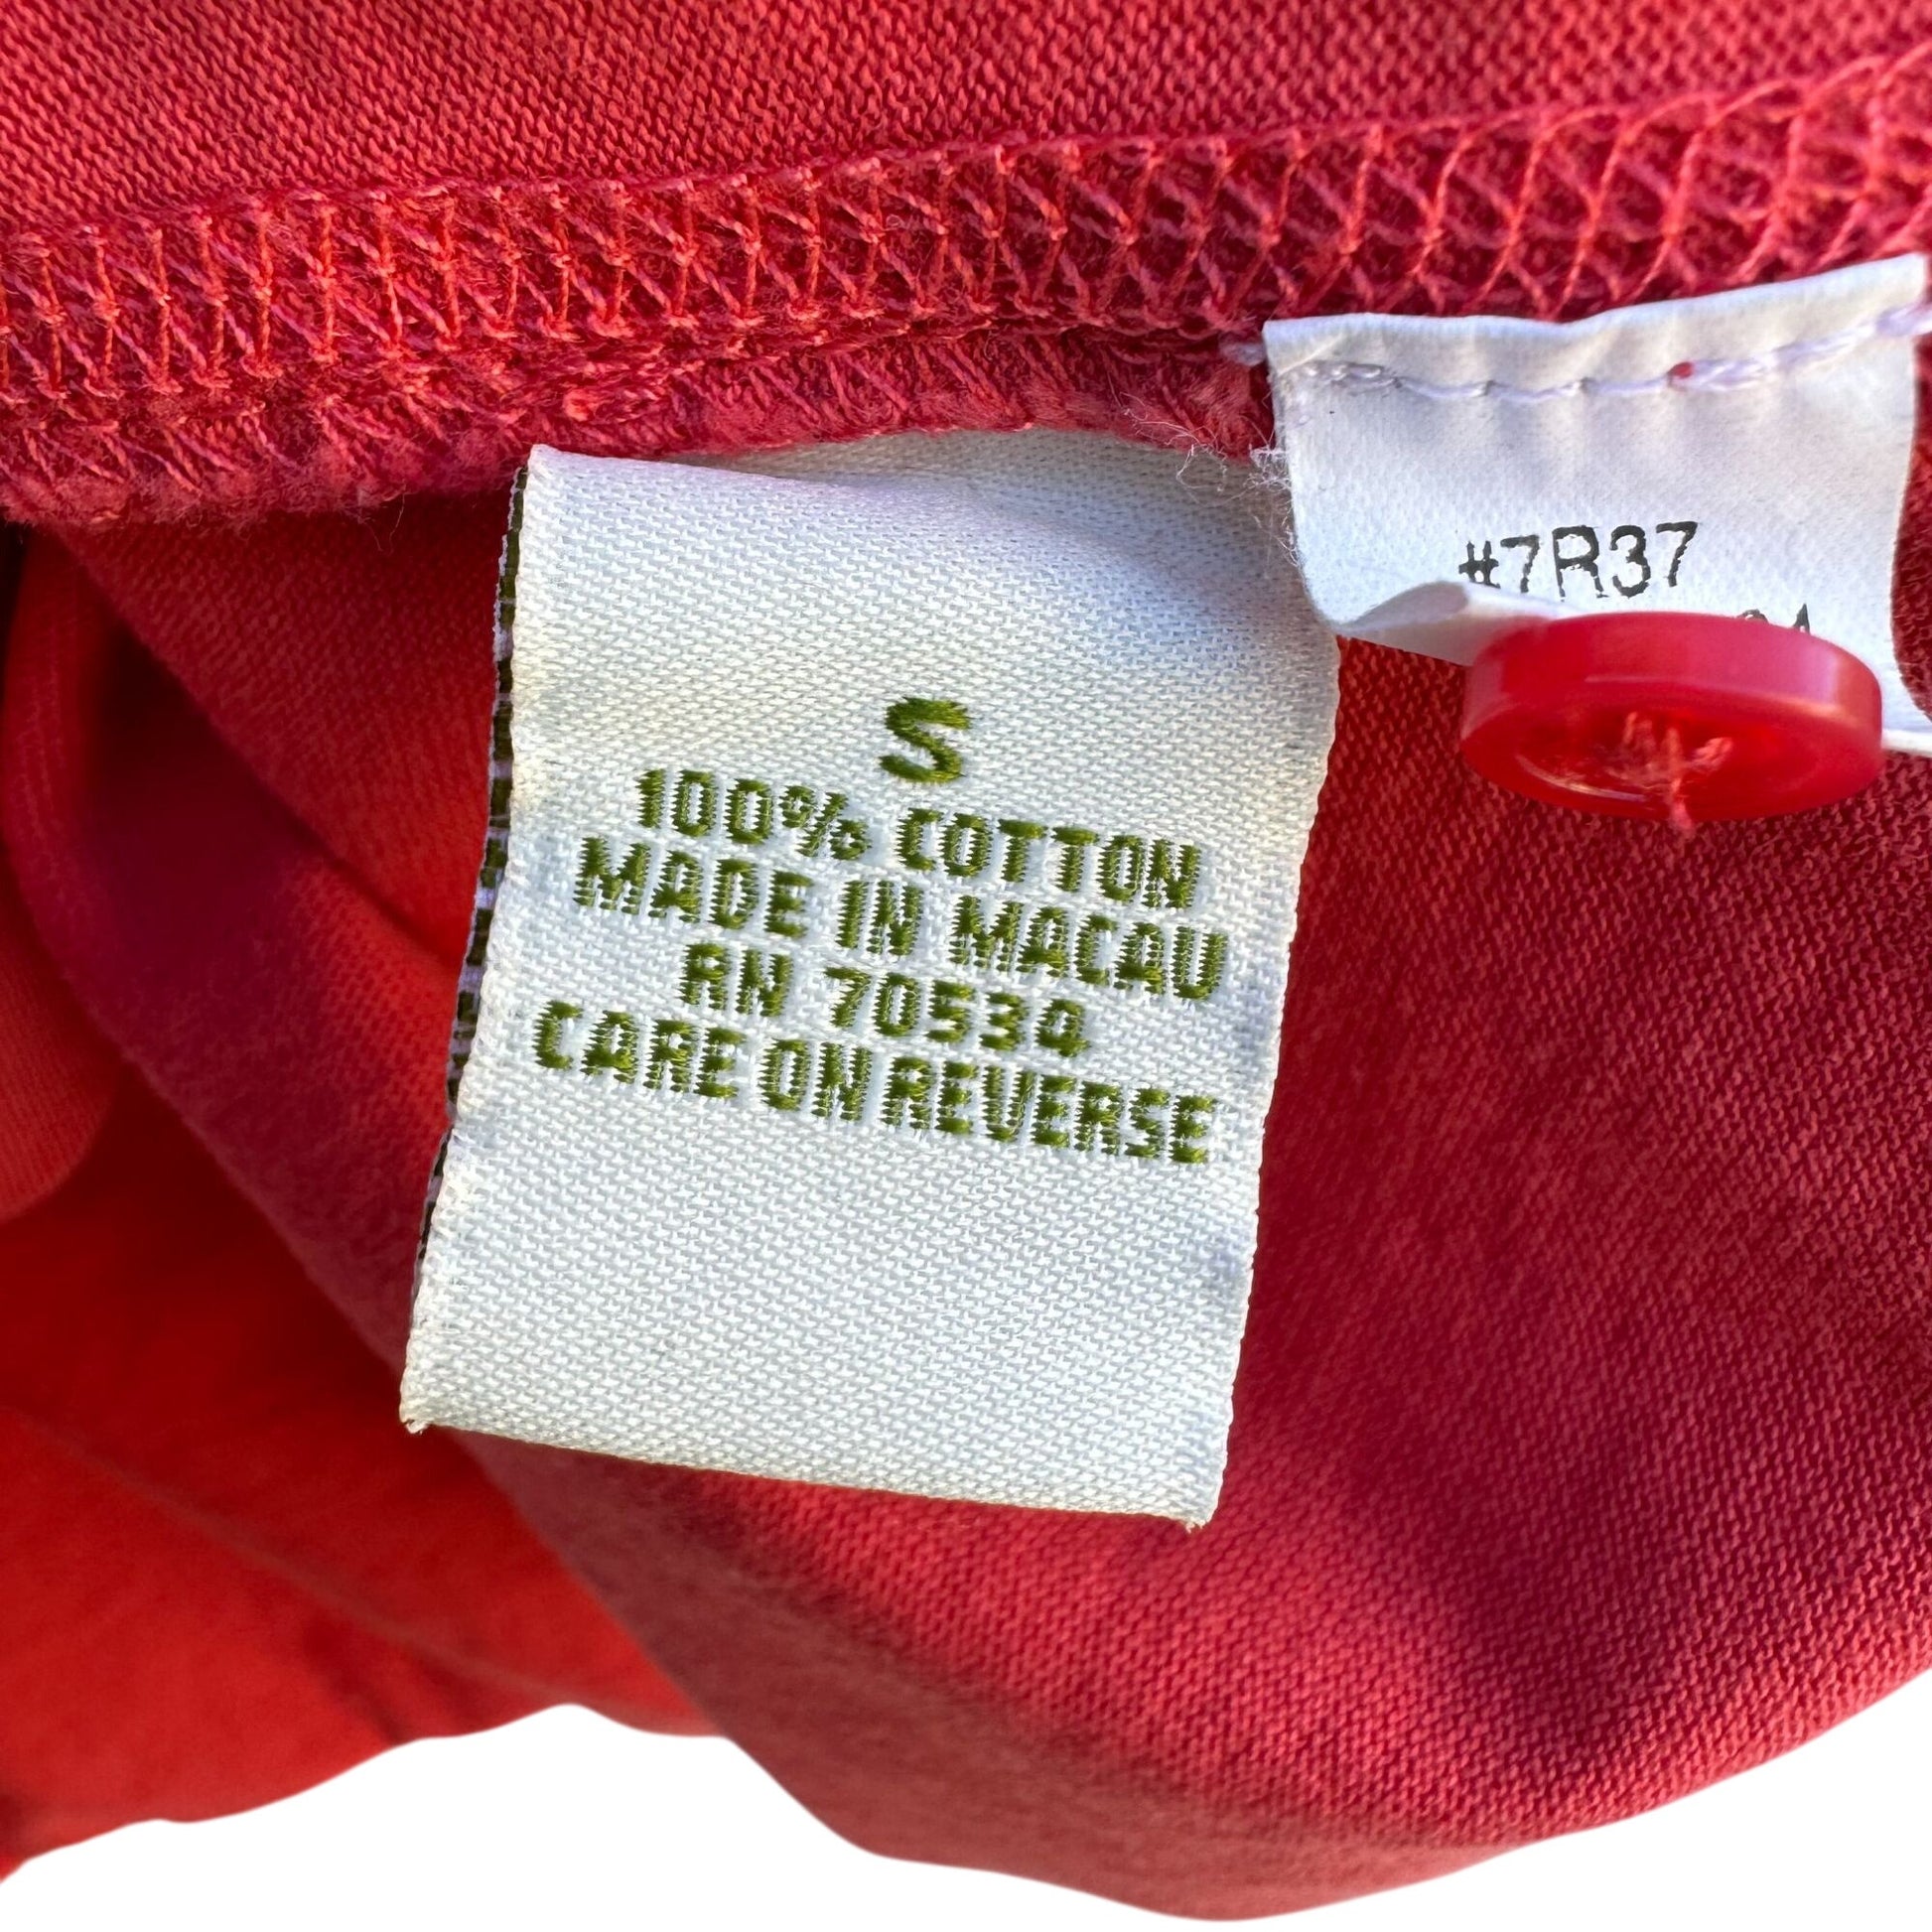 S
100% COTTON
MADE IN MACAU
RN 70534
CARE ON REVERSE
#7R37